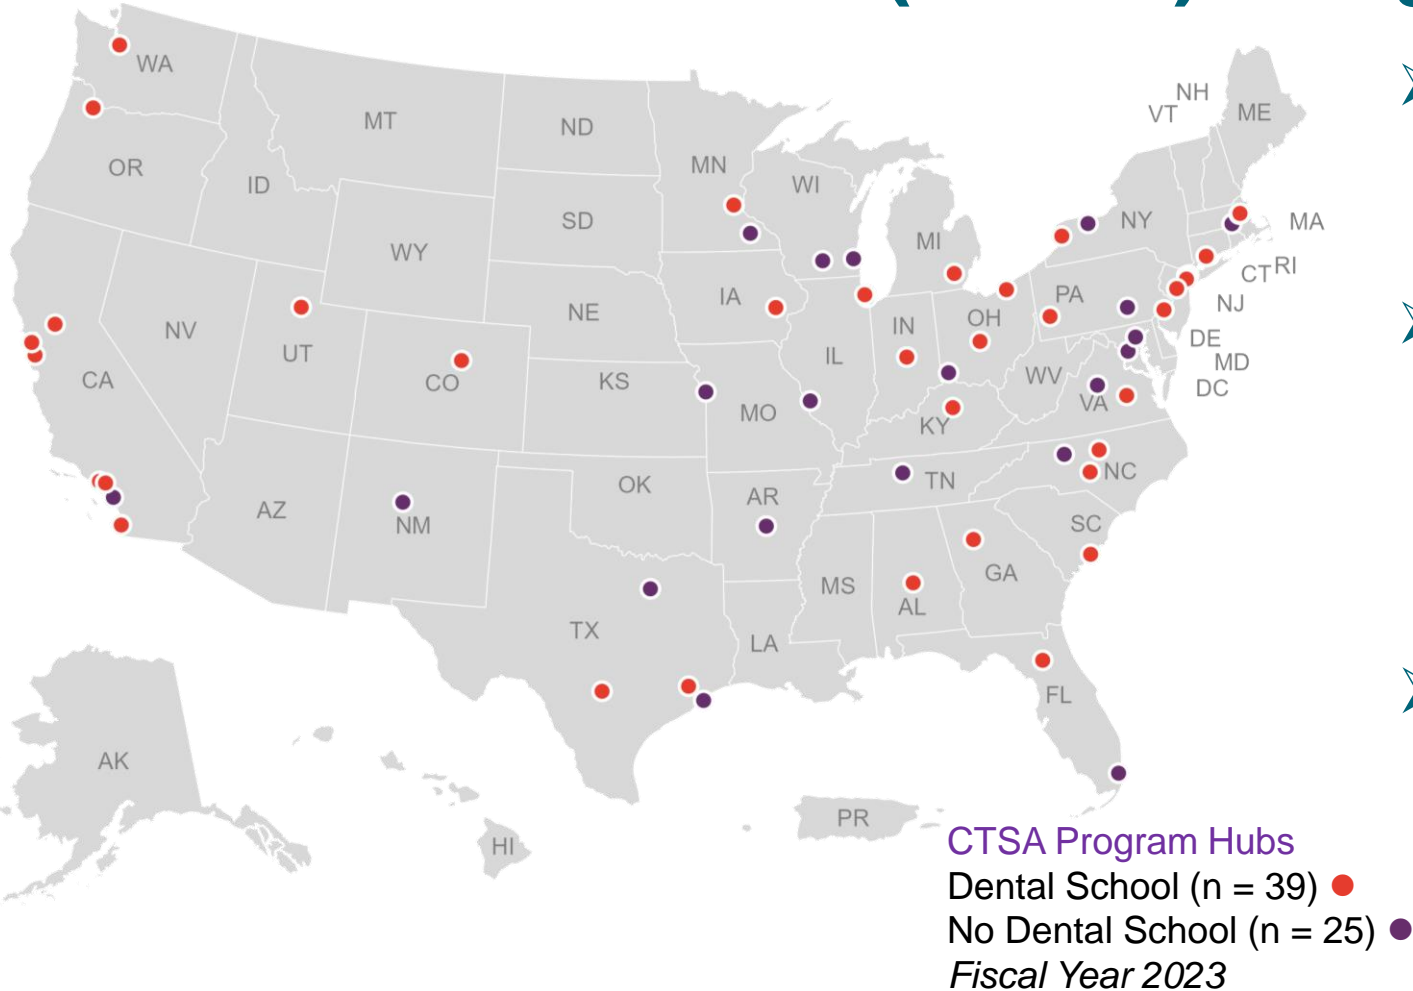 WA
NH
VT
ME
MT
ND
MN
OR
ID
WI
SD
NY
MA
MI
WY
CT
RI
IA
PA
NJ
NE
OH
IN
NV
DE
UT
IL
MD
CA
CO
KS
WV
DC
MO
VA
KY
NC
OK
TN
AZ
AR
NM
SC
GA
MS
AL
TX
LA
FL
AK
PR
HI
CTSA Program Hubs
Dental School (n = 39)
No Dental School (n = 25)
Fiscal Year 2023